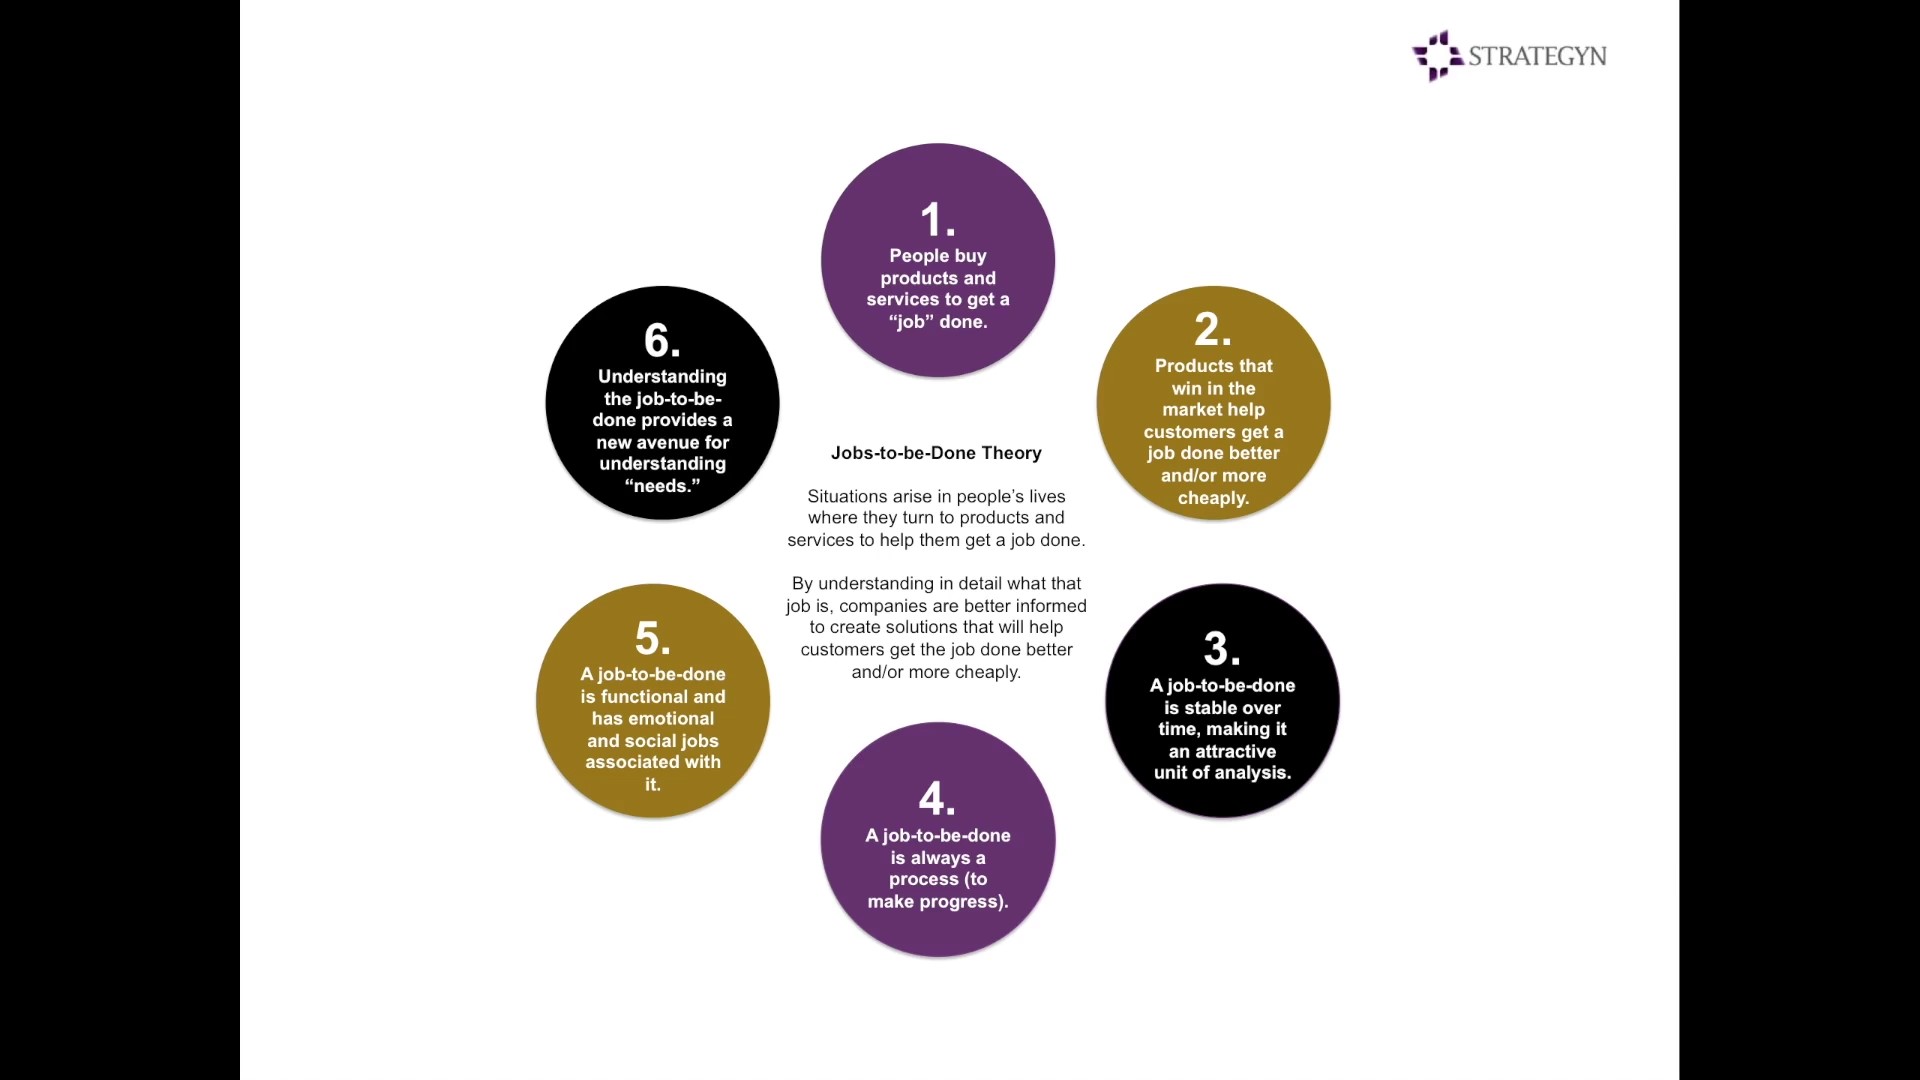 STRATEGYN
1.
People buy
products and
services to get a
“job” done.
2.
Products that
win in the
market help
customers get a
job done better
and/or more
cheaply.
3.
A job-to-be-done
is stable over
time, making it
an attractive
unit of analysis.
4.
A job-to-be-done
is always a
process (to
make progress).
5.
A job-to-be-done
is functional and
has emotional
and social jobs
associated with
it.
6.
Understanding
the job-to-be-
done provides a
new avenue for
understanding
“needs.”
Jobs-to-be-Done Theory
Situations arise in people’s lives
where they turn to products and
services to help them get a job done.
By understanding in detail what that
job is, companies are better informed
to create solutions that will help
customers get the job done better
and/or more cheaply.